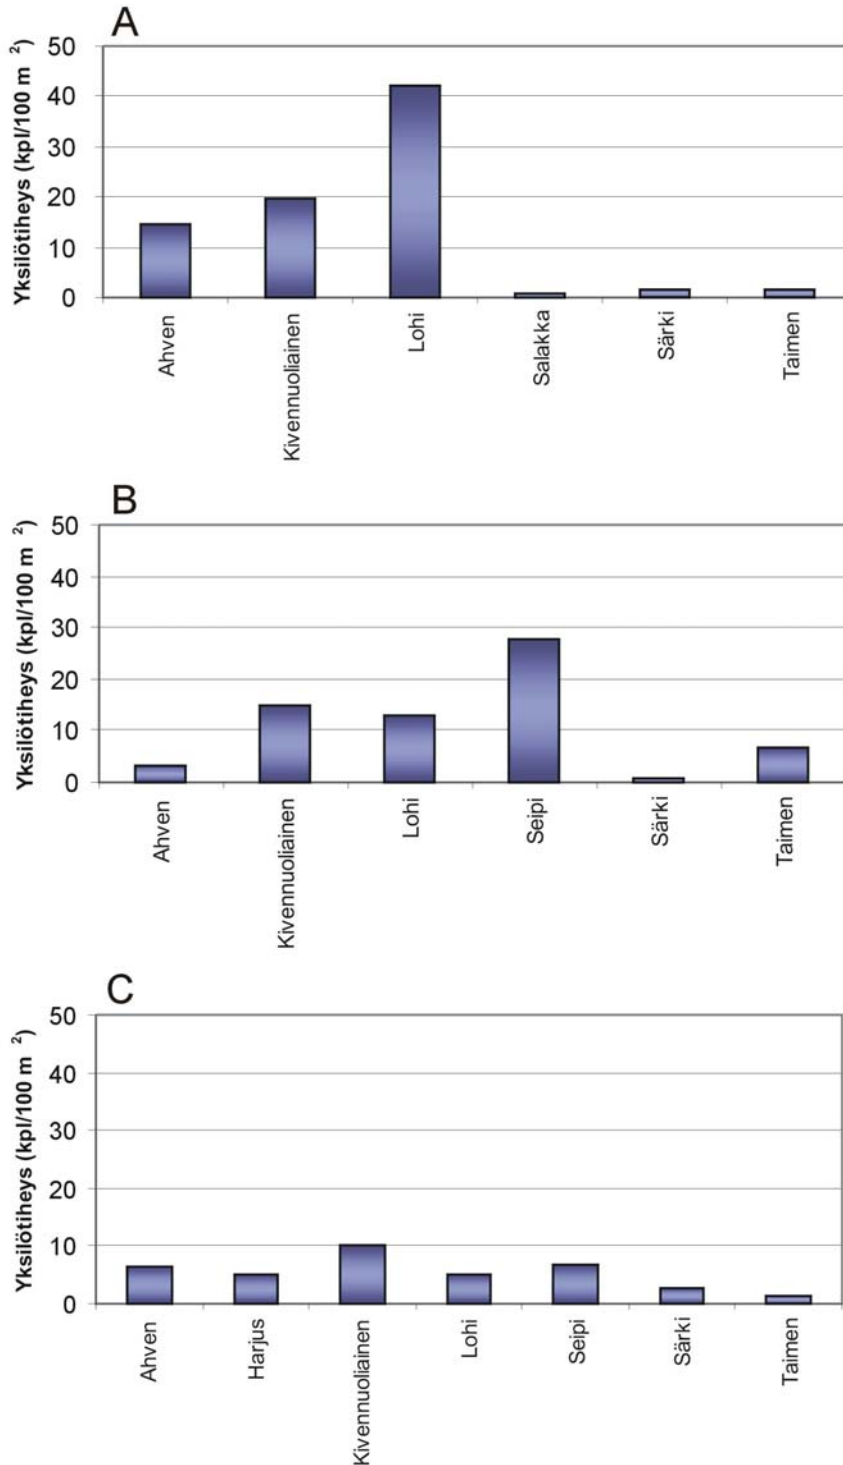 A
Yksilötiheys (kpl/100 m ²)
50
40
30
20
10
0
Ahven
Kivennuoliainen
Lohi
Salakka
Särki
Taimen
B
Yksilötiheys (kpl/100 m ²)
50
40
30
20
10
0
Ahven
Kivennuoliainen
Lohi
Seipi
Särki
Taimen
C
Yksilötiheys (kpl/100 m ²)
50
40
30
20
10
0
Ahven
Harjus
Kivennuoliainen
Lohi
Seipi
Särki
Taimen